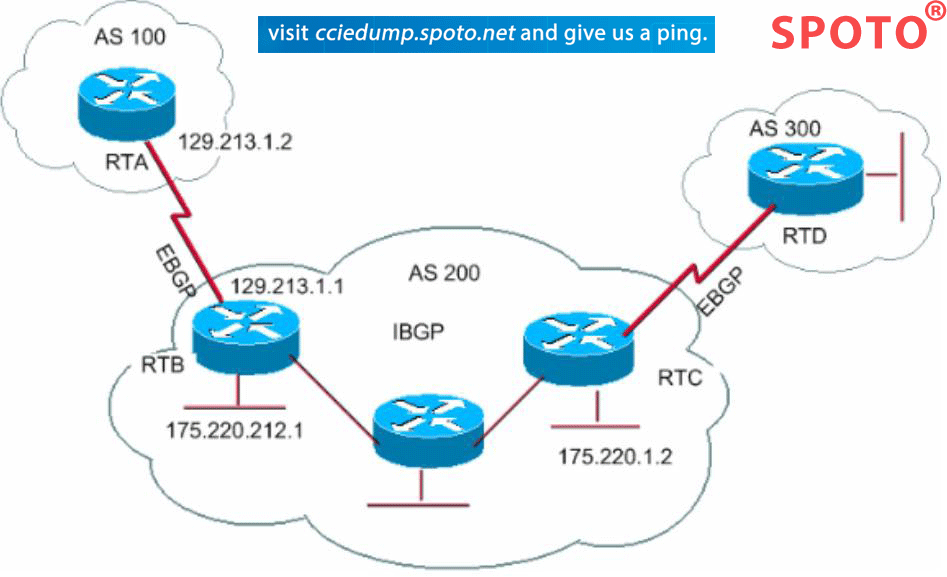 visit cciedump.spoto.net and give us a ping.
SPOTO®
AS 100
129.213.1.2
RTA
AS 300
RTD
EBGP
EBGP
AS 200
129.213.1.1
IBGP
RTB
RTC
175.220.212.1
175.220.1.2